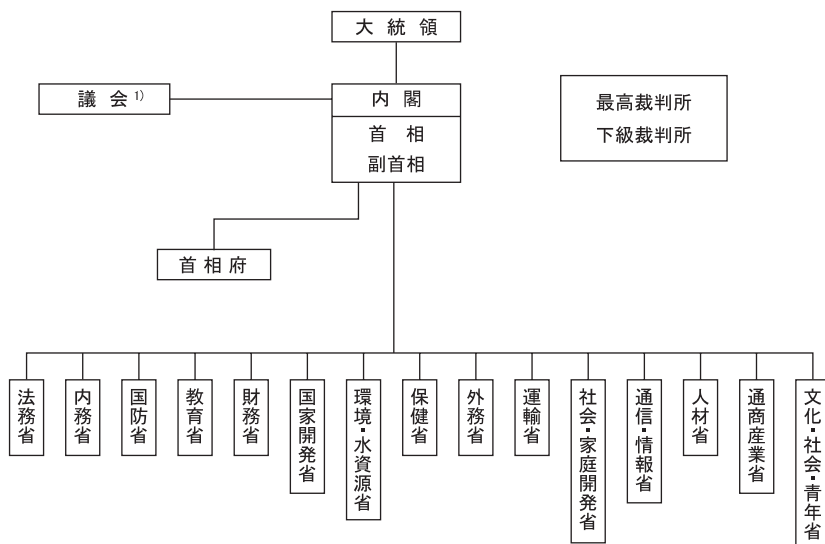 大統領
議会 1)
内閣
首相
副首相
最高裁判所
下級裁判所
首相府
法務省
内務省
国防省
教育省
財務省
国家開発省
環境・水資源省
保健省
外務省
運輸省
社会・家庭開発省
通信・情報省
人材省
通商産業省
文化・社会・青年省